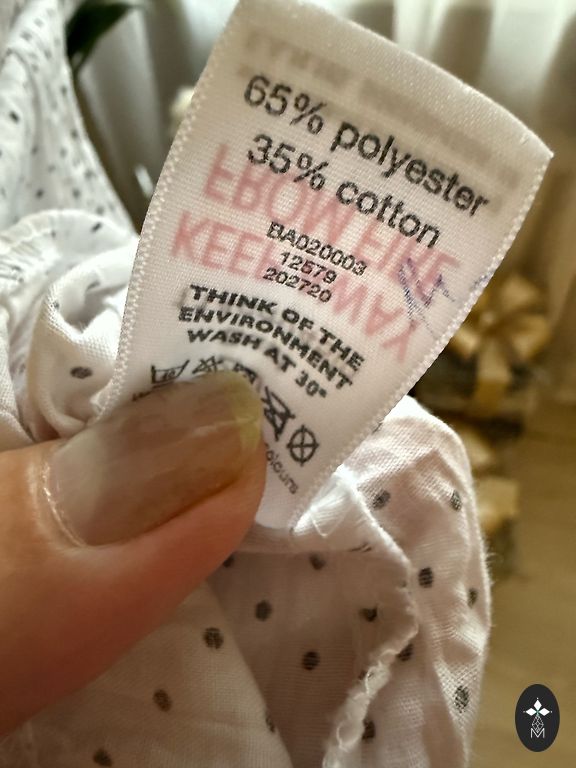 65% polyester
35% cotton
BA020003
12579
202720
THINK OF THE
ENVIRONMENT
WASH AT 30°
KEEP AWAY
FROM FIRE